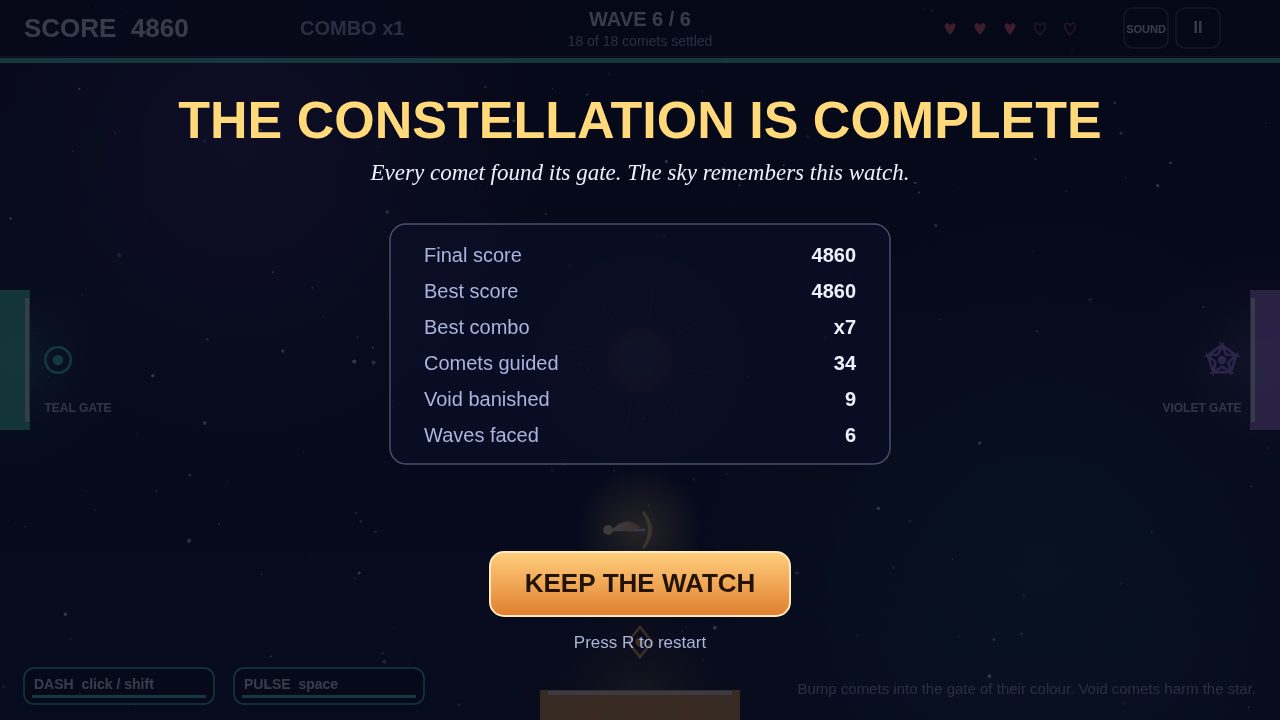 SCORE 4860
COMBO x1
WAVE 6 / 6
18 of 18 comets settled
SOUND
II
THE CONSTELLATION IS COMPLETE
Every comet found its gate. The sky remembers this watch.
Final score 4860
Best score 4860
Best combo x7
Comets guided 34
Void banished 9
Waves faced 6
TEAL GATE
VIOLET GATE
KEEP THE WATCH
Press R to restart
DASH click / shift
PULSE space
Bump comets into the gate of their colour. Void comets harm the star.